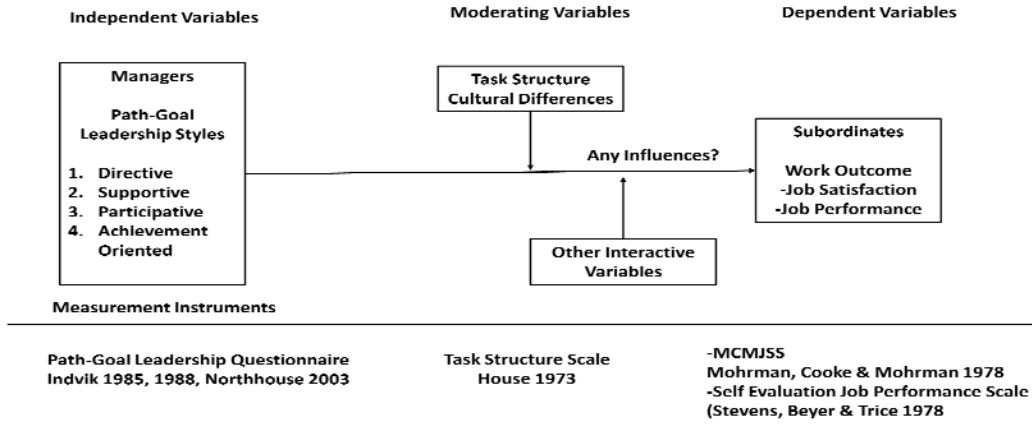 Independent Variables
Moderating Variables
Dependent Variables
Managers
Path-Goal
Leadership Styles
1. Directive
2. Supportive
3. Participative
4. Achievement
Oriented
Task Structure
Cultural Differences
Any Influences?
Other Interactive
Variables
Subordinates
Work Outcome
-Job Satisfaction
-Job Performance
Measurement Instruments
Path-Goal Leadership Questionnaire
Indvik 1985, 1988, Northhouse 2003
Task Structure Scale
House 1973
-MCMJSS
Mohrman, Cooke & Mohrman 1978
-Self Evaluation Job Performance Scale
(Stevens, Beyer & Trice 1978